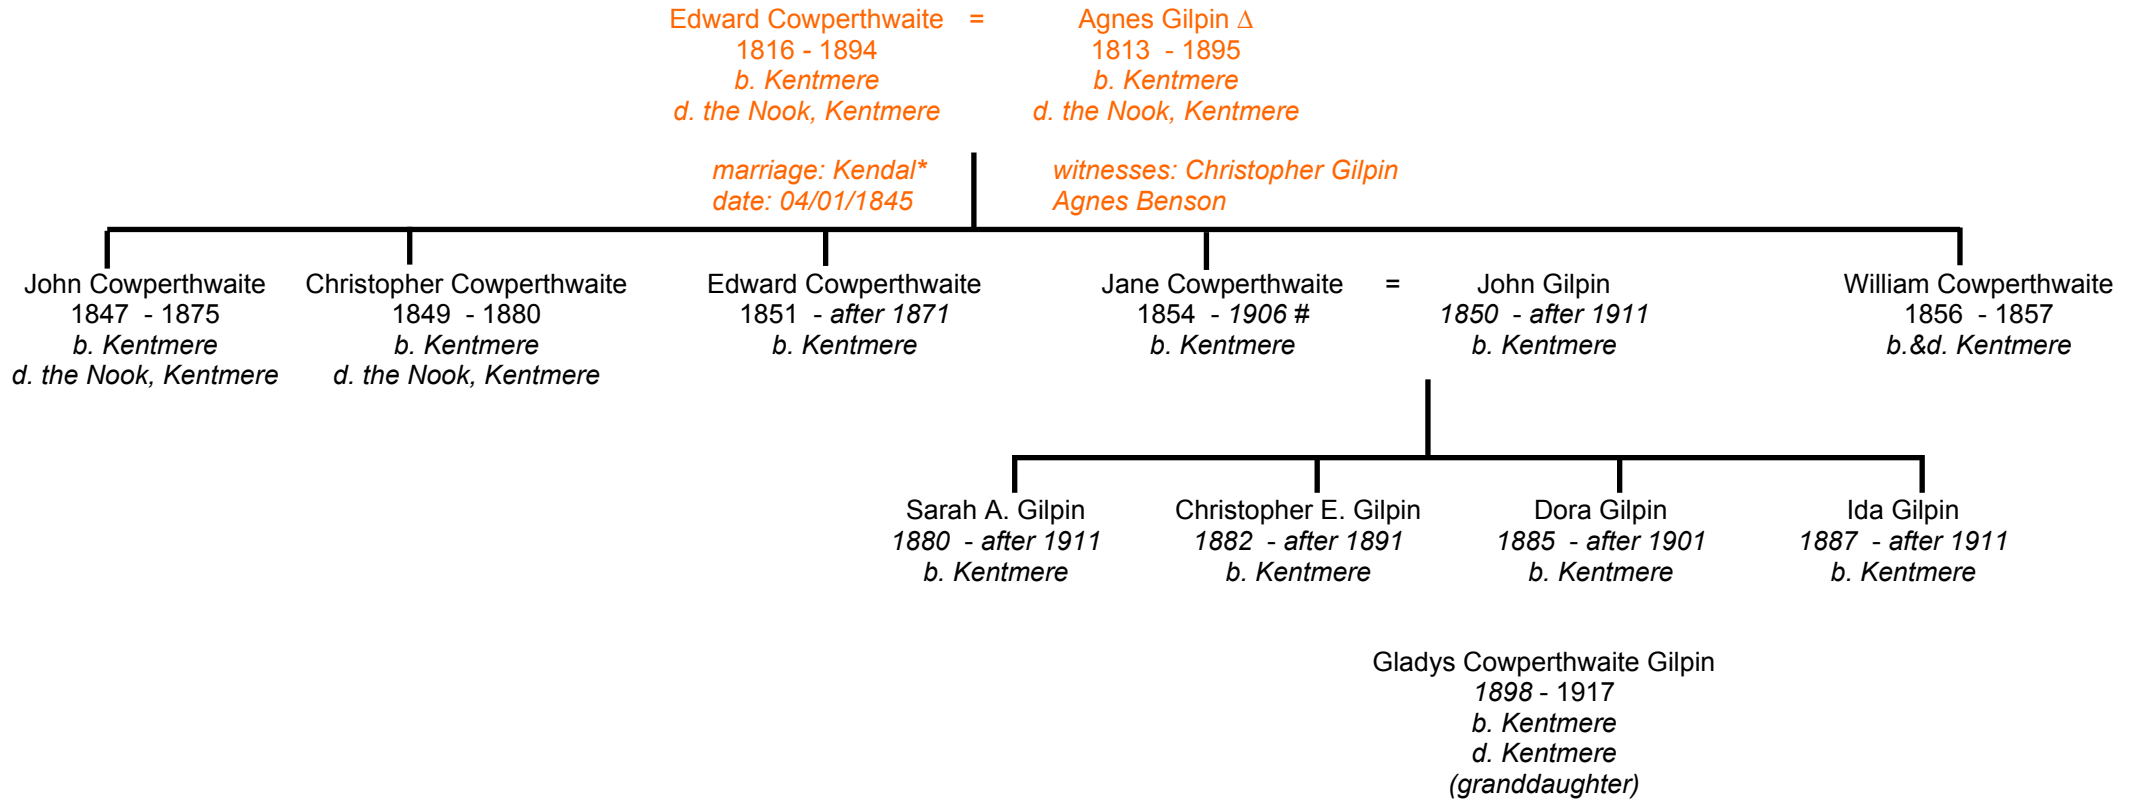 Edward Cowperthwaite = Agnes Gilpin Δ
1816 - 1894 1813 - 1895
b. Kentmere b. Kentmere
d. the Nook, Kentmere d. the Nook, Kentmere
marriage: Kendal* witnesses: Christopher Gilpin
date: 04/01/1845 Agnes Benson
John Cowperthwaite Christopher Cowperthwaite Edward Cowperthwaite Jane Cowperthwaite = John Gilpin William Cowperthwaite
1847 - 1875 1849 - 1880 1851 - after 1871 1854 - 1906 # 1850 - after 1911 1856 - 1857
b. Kentmere b. Kentmere b. Kentmere b. Kentmere b. Kentmere b.&d. Kentmere
d. the Nook, Kentmere d. the Nook, Kentmere
Sarah A. Gilpin Christopher E. Gilpin Dora Gilpin Ida Gilpin
1880 - after 1911 1882 - after 1891 1885 - after 1901 1887 - after 1911
b. Kentmere b. Kentmere b. Kentmere b. Kentmere
Gladys Cowperthwaite Gilpin
1898 - 1917
b. Kentmere
d. Kentmere
(granddaughter)